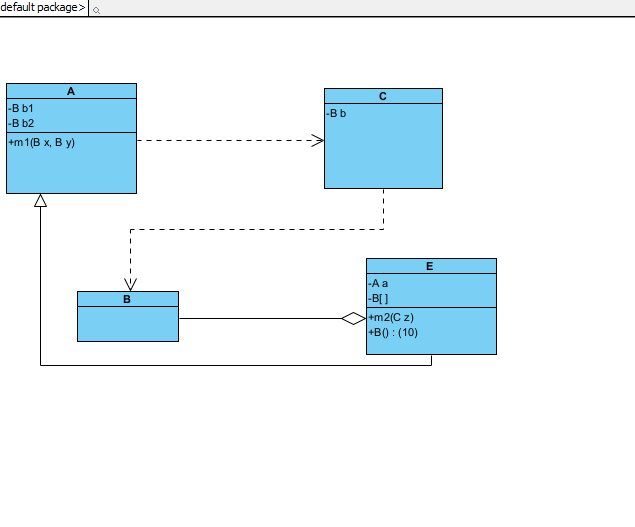 default package>
A
-B b1
-B b2
+m1(B x, B y)
C
-B b
B
E
-A a
-B[ ]
+m2(C z)
+B() : (10)